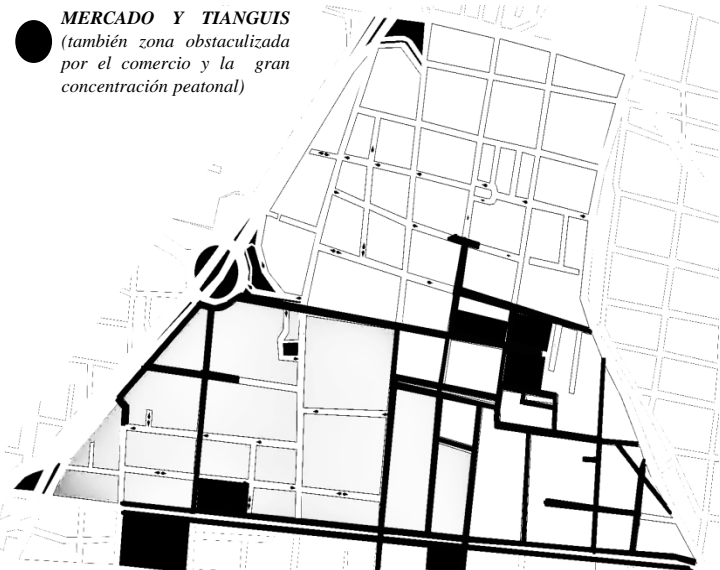 MERCADO Y TIANGUIS
(también zona obstaculizada
por el comercio y la gran
concentración peatonal)